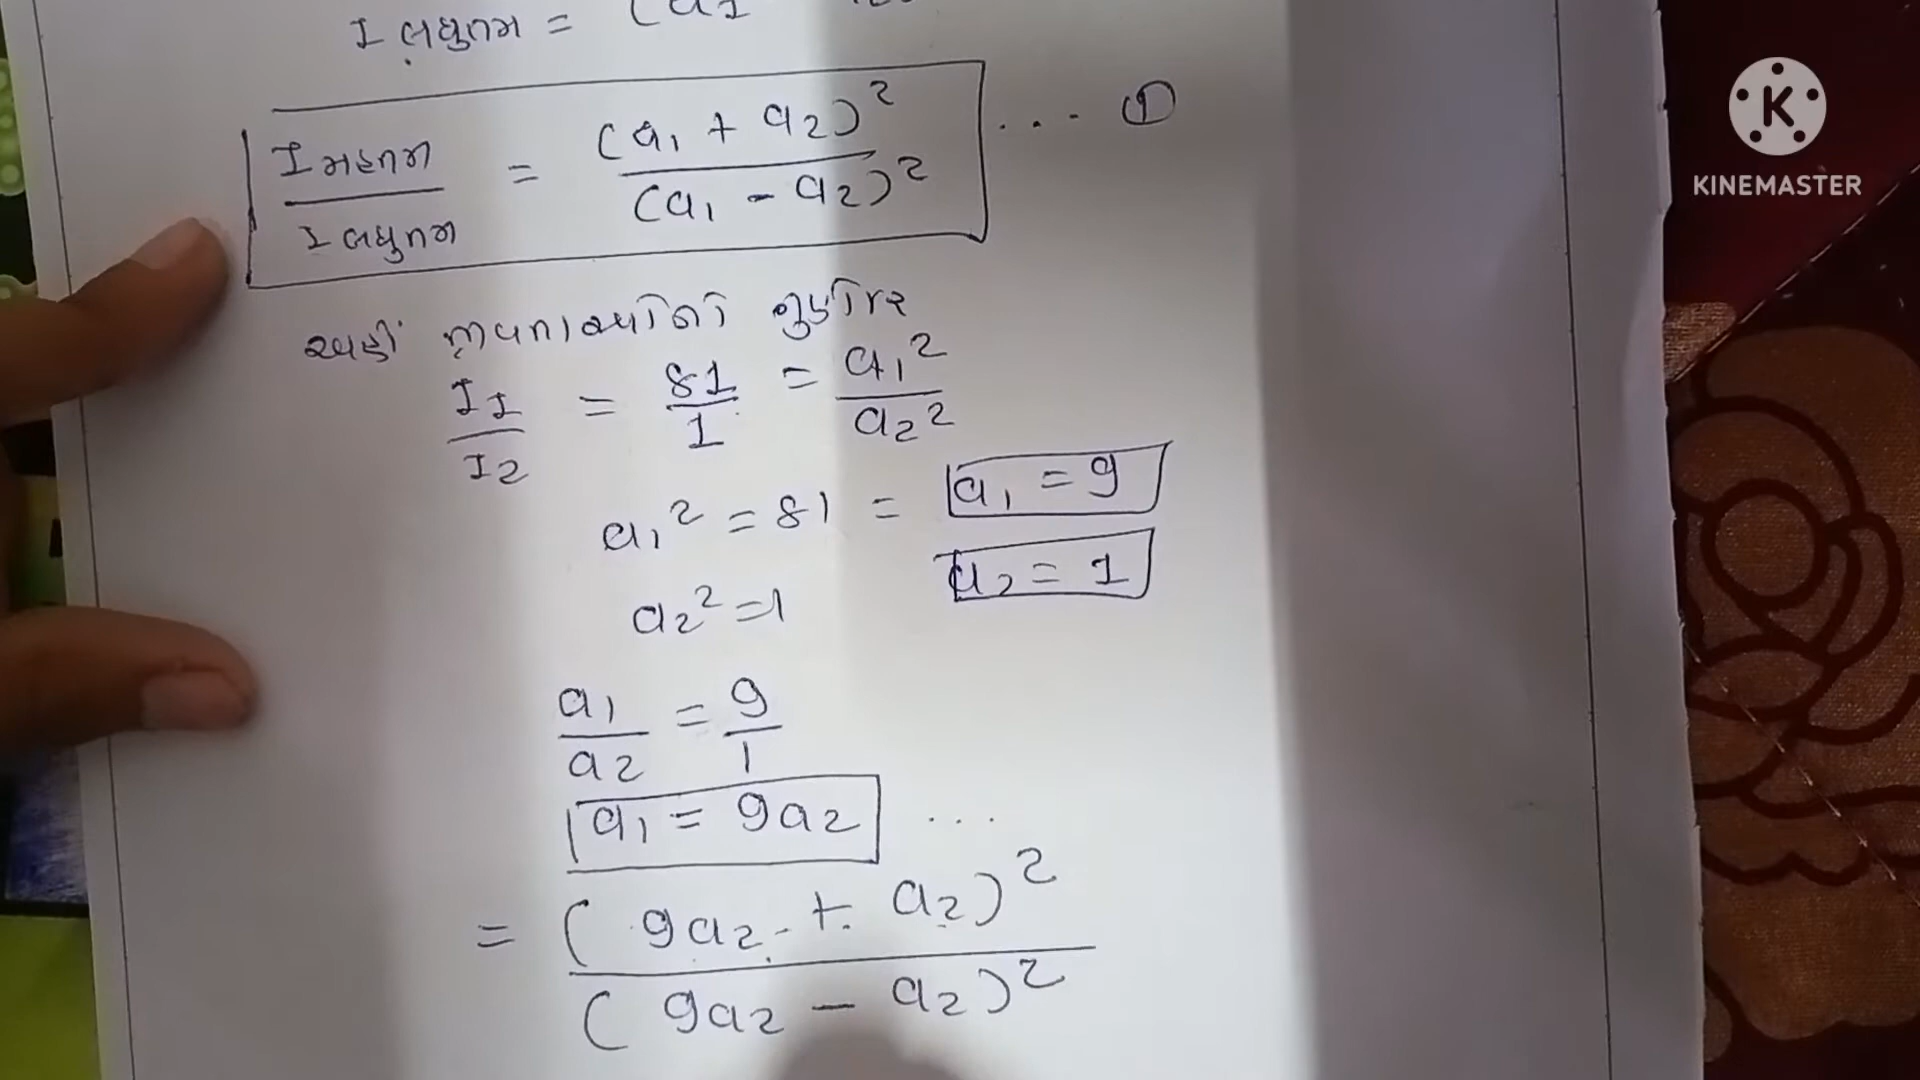 I લઘુતમ = (a1
I મહત્તમ / I લઘુતમ = (a₁ + a₂)² / (a₁ - a₂)² ... ①
અહીં
I₁ / I₂ = 81 / 1 = a₁² / a₂²
a₁² = 81 = a₁ = 9
a₂² = 1 a₂ = 1
a₁ / a₂ = 9 / 1
a₁ = 9a₂ ...
= (9a₂ + a₂)² / (9a₂ - a₂)²
KINEMASTER